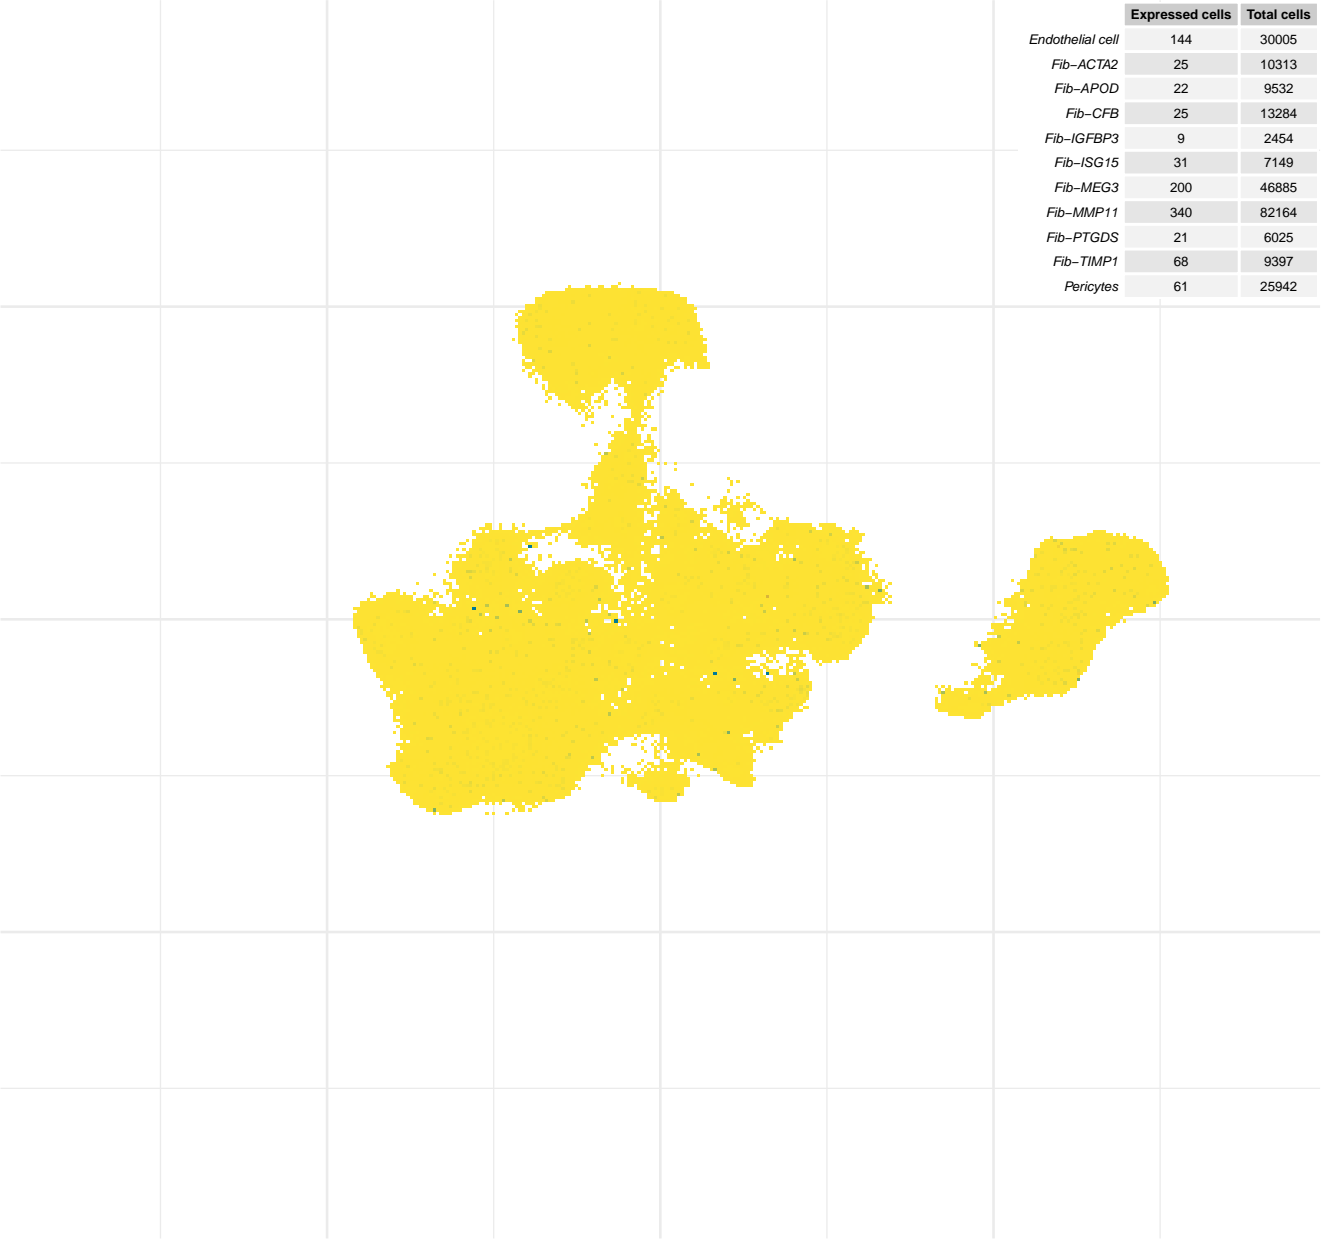 Expressed cells Total cells
Endothelial cell 144 30005
Fib−ACTA2 25 10313
Fib−APOD 22 9532
Fib−CFB 25 13284
Fib−IGFBP3 9 2454
Fib−ISG15 31 7149
Fib−MEG3 200 46885
Fib−MMP11 340 82164
Fib−PTGDS 21 6025
Fib−TIMP1 68 9397
Pericytes 61 25942